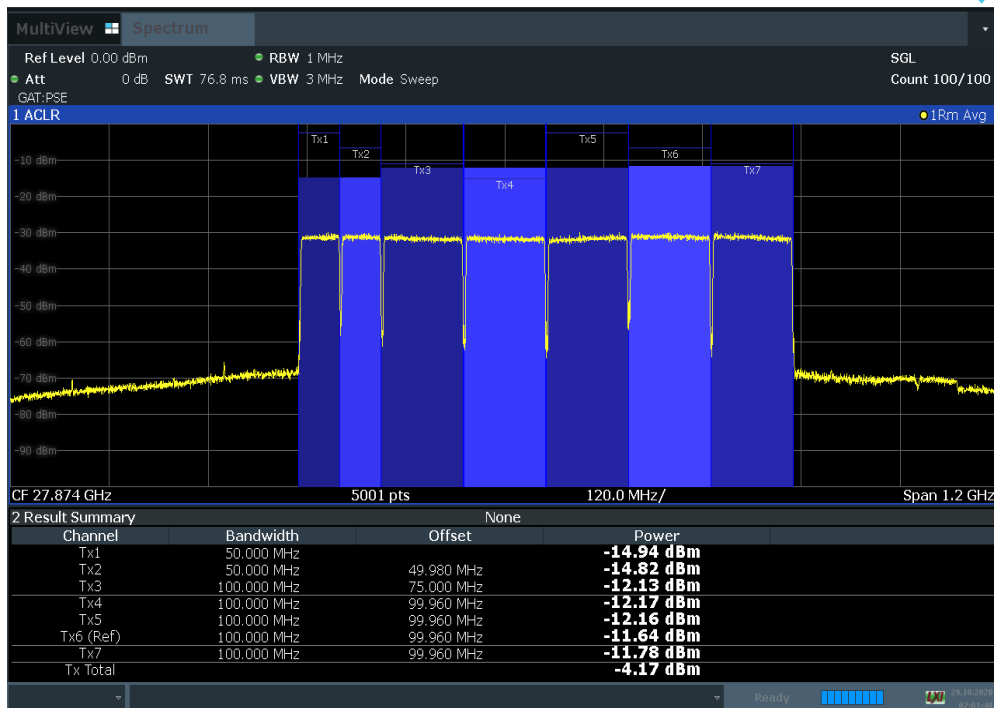 MultiView Spectrum
Ref Level 0.00 dBm RBW 1 MHz SGL
Att 0 dB SWT 76.8 ms VBW 3 MHz Mode Sweep Count 100/100
GAT:PSE
1 ACLR 1Rm Avg
Tx1 Tx5
Tx2 Tx6
Tx3 Tx7
Tx4
-10 dBm
-20 dBm
-30 dBm
-40 dBm
-50 dBm
-60 dBm
-70 dBm
-80 dBm
-90 dBm
CF 27.874 GHz 5001 pts 120.0 MHz/ Span 1.2 GHz
2 Result Summary None
Channel Bandwidth Offset Power
Tx1 50.000 MHz -14.94 dBm
Tx2 50.000 MHz 49.980 MHz -14.82 dBm
Tx3 100.000 MHz 75.000 MHz -12.13 dBm
Tx4 100.000 MHz 99.960 MHz -12.17 dBm
Tx5 100.000 MHz 99.960 MHz -12.16 dBm
Tx6 (Ref) 100.000 MHz 99.960 MHz -11.64 dBm
Tx7 100.000 MHz 99.960 MHz -11.78 dBm
Tx Total -4.17 dBm
Ready LXI 29.10.2020
02:01:40